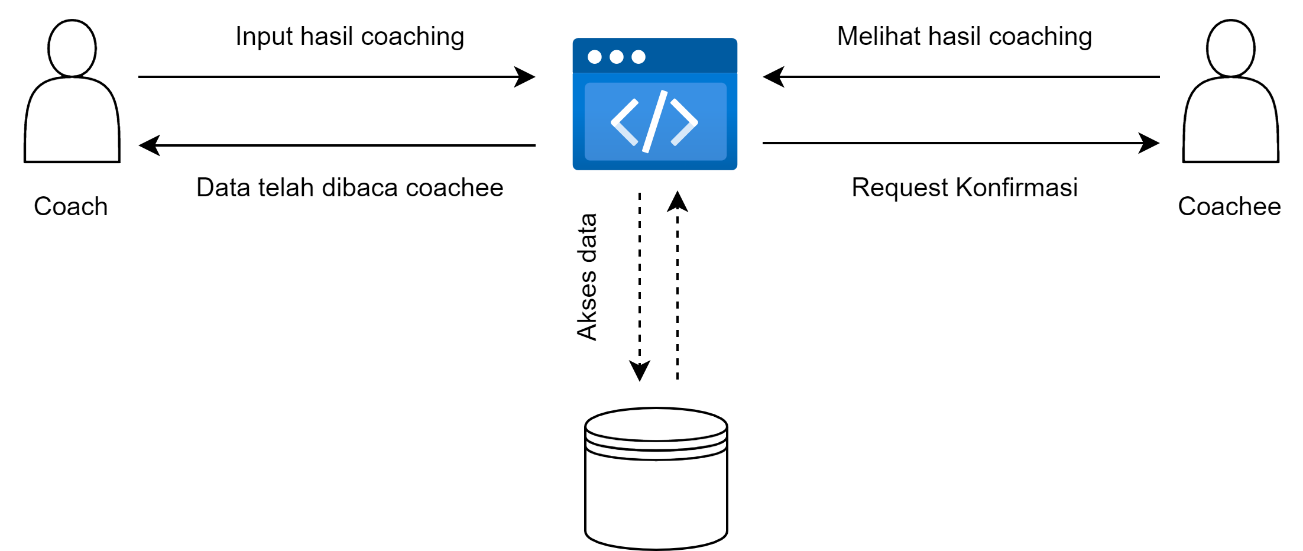 Input hasil coaching
Melihat hasil coaching
Data telah dibaca coachee
Request Konfirmasi
Coach
Coachee
Akses data